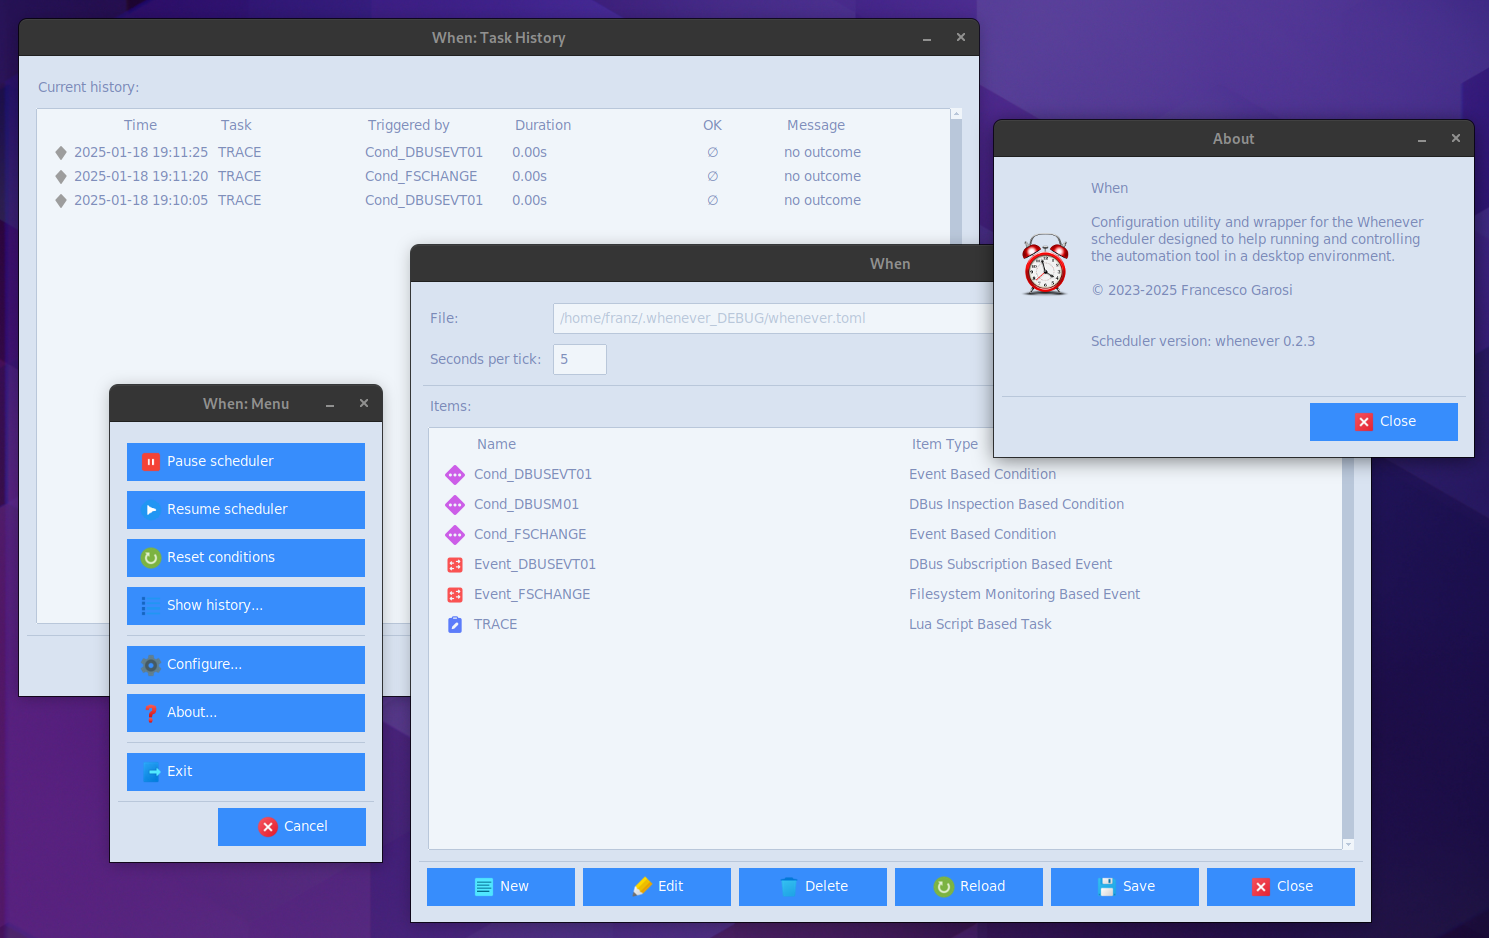 When: Task History
Current history:
Time Task Triggered by Duration OK Message
2025-01-18 19:11:25 TRACE Cond_DBUSEVT01 0.00s ∅ no outcome
2025-01-18 19:11:20 TRACE Cond_FSCHANGE 0.00s ∅ no outcome
2025-01-18 19:10:05 TRACE Cond_DBUSEVT01 0.00s ∅ no outcome
About
When
Configuration utility and wrapper for the Whenever
scheduler designed to help running and controlling
the automation tool in a desktop environment.
© 2023-2025 Francesco Garosi
Scheduler version: whenever 0.2.3
Close
When
File: /home/franz/.whenever_DEBUG/whenever.toml
Seconds per tick: 5
Items:
Name Item Type
Cond_DBUSEVT01 Event Based Condition
Cond_DBUSM01 DBus Inspection Based Condition
Cond_FSCHANGE Event Based Condition
Event_DBUSEVT01 DBus Subscription Based Event
Event_FSCHANGE Filesystem Monitoring Based Event
TRACE Lua Script Based Task
New Edit Delete Reload Save Close
When: Menu
Pause scheduler
Resume scheduler
Reset conditions
Show history...
Configure...
About...
Exit
Cancel